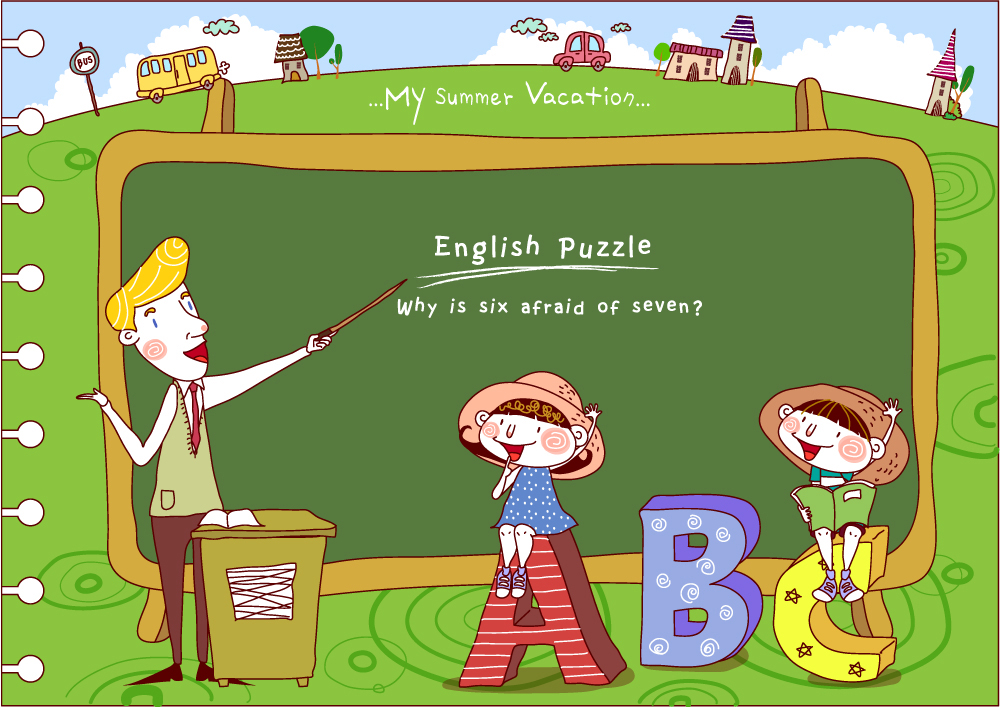 BUS
...My Summer Vacation...
English Puzzle
Why is six afraid of seven?
A B C